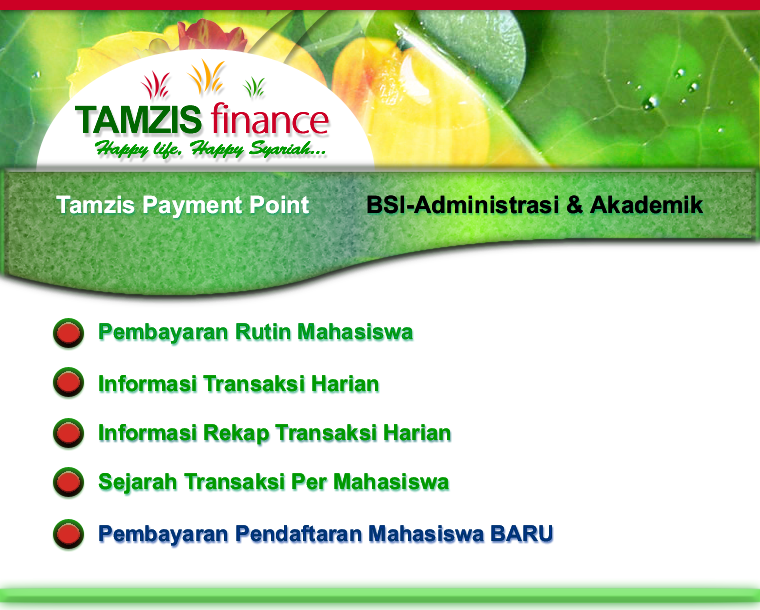 TAMZIS finance
Happy life, Happy Syariah...
Tamzis Payment Point
BSI-Administrasi & Akademik
Pembayaran Rutin Mahasiswa
Informasi Transaksi Harian
Informasi Rekap Transaksi Harian
Sejarah Transaksi Per Mahasiswa
Pembayaran Pendaftaran Mahasiswa BARU